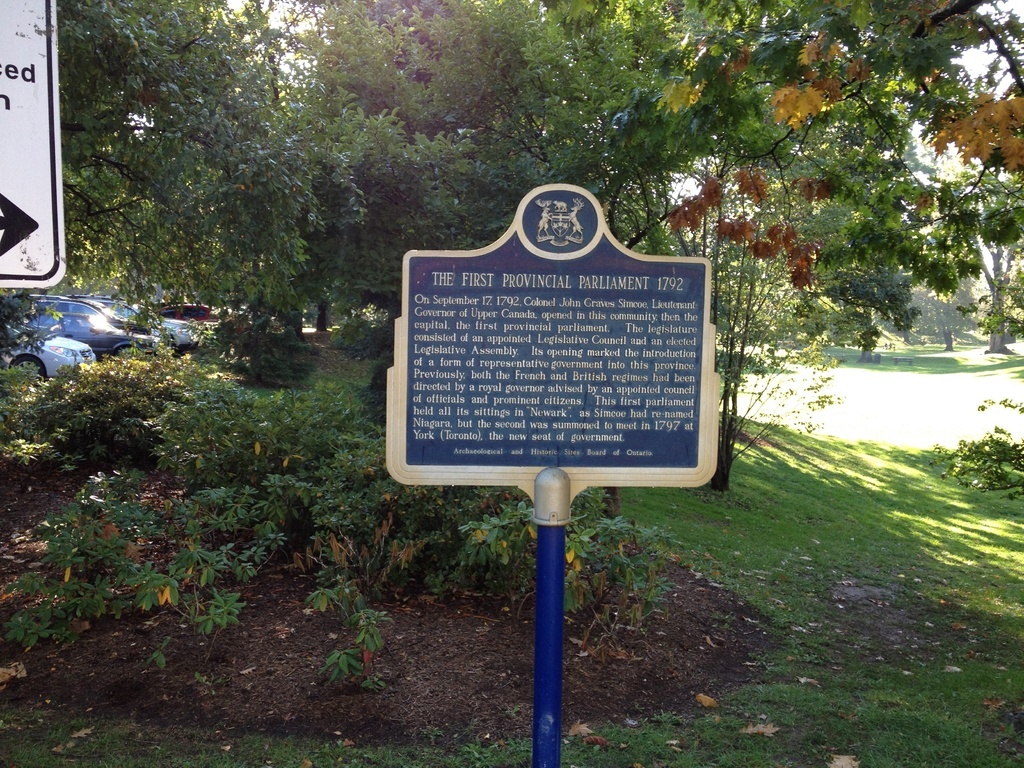 ced
n
THE FIRST PROVINCIAL PARLIAMENT 1792
On September 17, 1792, Colonel John Graves Simcoe, Lieutenant
Governor of Upper Canada, opened in this community, then the
capital, the first provincial parliament. The legislature
consisted of an appointed Legislative Council and an elected
Legislative Assembly. Its opening marked the introduction
of a form of representative government into this province.
Previously, both the French and British regimes had been
directed by a royal governor advised by an appointed council
of officials and prominent citizens. This first parliament
held all its sittings in "Newark", as Simcoe had re-named
Niagara, but the second was summoned to meet in 1797 at
York (Toronto), the new seat of government.
Archaeological and Historic Sites Board of Ontario